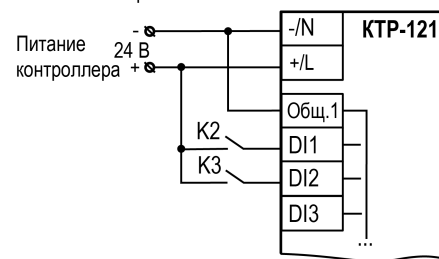 -/N
КТР-121
Питание
контроллера
-
24 В
+
+/L
Общ.1
K2
DI1
K3
DI2
DI3
...